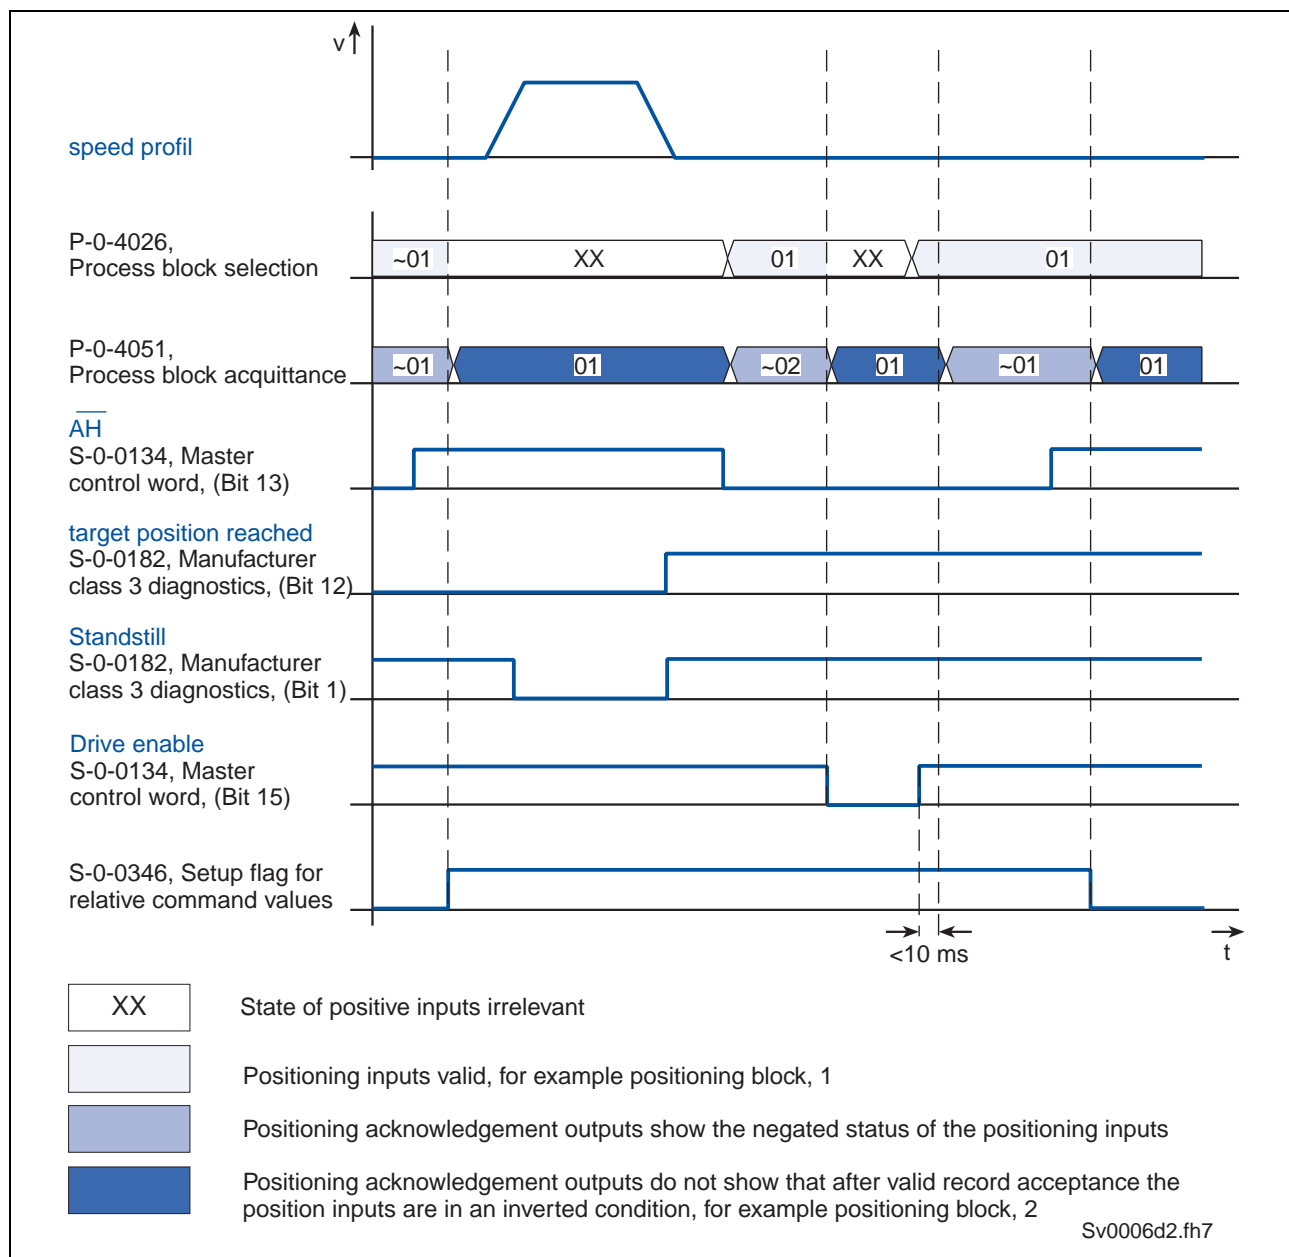 v
speed profil
P-0-4026,
Process block selection
~01 XX 01 XX 01
P-0-4051,
Process block acquittance
~01 01 ~02 01 ~01 01
AH
S-0-0134, Master
control word, (Bit 13)
target position reached
S-0-0182, Manufacturer
class 3 diagnostics, (Bit 12)
Standstill
S-0-0182, Manufacturer
class 3 diagnostics, (Bit 1)
Drive enable
S-0-0134, Master
control word, (Bit 15)
S-0-0346, Setup flag for
relative command values
<10 ms
t
XX State of positive inputs irrelevant
Positioning inputs valid, for example positioning block, 1
Positioning acknowledgement outputs show the negated status of the positioning inputs
Positioning acknowledgement outputs do not show that after valid record acceptance the
position inputs are in an inverted condition, for example positioning block, 2
Sv0006d2.fh7